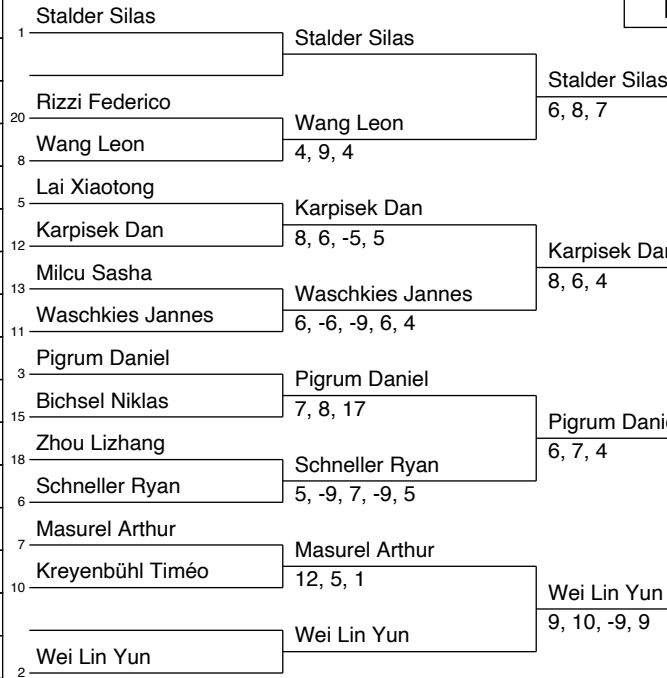 Stalder Silas
1
Stalder Silas
Stalder Silas
6, 8, 7
Rizzi Federico
20
Wang Leon
4, 9, 4
Wang Leon
8
Lai Xiaotong
5
Karpisek Dan
8, 6, -5, 5
Karpisek Dan
12
Karpisek Dan
8, 6, 4
Milcu Sasha
13
Waschkies Jannes
6, -6, -9, 6, 4
Waschkies Jannes
11
Pigrum Daniel
3
Pigrum Daniel
7, 8, 17
Bichsel Niklas
15
Pigrum Danie
6, 7, 4
Zhou Lizhang
18
Schneller Ryan
5, -9, 7, -9, 5
Schneller Ryan
6
Masurel Arthur
7
Masurel Arthur
12, 5, 1
Kreyenbühl Timéo
10
Wei Lin Yun
9, 10, -9, 9
Wei Lin Yun
Wei Lin Yun
2